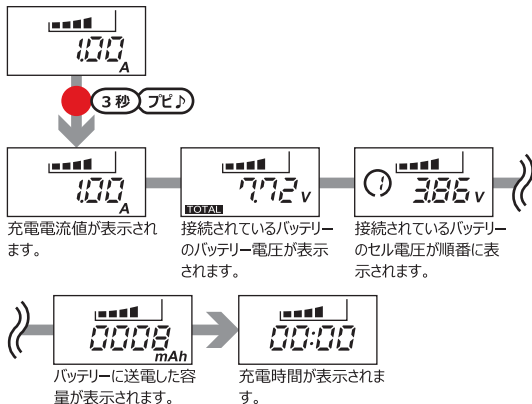 1.00
A
3秒 プピ♪
1.00
A
7.72 v
TOTAL
1 3.86 v
充電電流値が表示され
ます。
接続されているバッテリー
のバッテリー電圧が表示
されます。
接続されているバッテリー
のセル電圧が順番に表
示されます。
0008
mAh
00:00
バッテリーに送電した容
量が表示されます。
充電時間が表示されま
す。